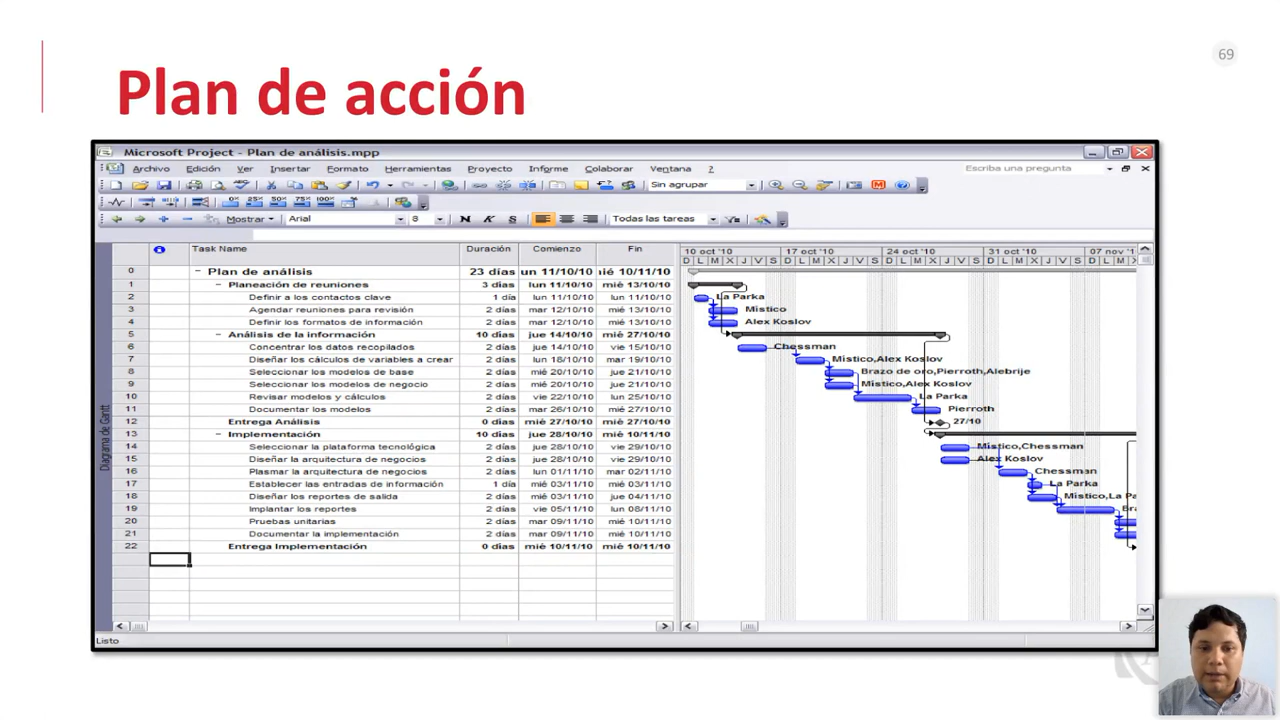 69
Plan de acción
Microsoft Project - Plan de análisis.mpp
Archivo Edición Ver Insertar Formato Herramientas Proyecto Informe Colaborar Ventana ? Escriba una pregunta
Sin agrupar
0% 25% 50% 75% 100%
Mostrar Arial 8 N K S Todas las tareas
Task Name Duración Comienzo Fin 10 oct '10 17 oct '10 24 oct '10 31 oct '10 07 nov '1
D L M X J V S D L M X J V S D L M X J V S D L M X J V S D L M X
0 Plan de análisis 23 días un 11/10/10 ié 10/11/10
1 Planeación de reuniones 3 días lun 11/10/10 mié 13/10/10
2 Definir a los contactos clave 1 día lun 11/10/10 lun 11/10/10 La Parka
3 Agendar reuniones para revisión 2 días mar 12/10/10 mié 13/10/10 Místico
4 Definir los formatos de información 2 días mar 12/10/10 mié 13/10/10 Alex Koslov
5 Análisis de la información 10 días jue 14/10/10 mié 27/10/10
6 Concentrar los datos recopilados 2 días jue 14/10/10 vie 15/10/10 Chessman
7 Diseñar los cálculos de variables a crear 2 días lun 18/10/10 mar 19/10/10 Místico,Alex Koslov
8 Seleccionar los modelos de base 2 días mié 20/10/10 jue 21/10/10 Brazo de oro,Pierroth,Alebrije
9 Seleccionar los modelos de negocio 2 días mié 20/10/10 jue 21/10/10 Místico,Alex Koslov
10 Revisar modelos y cálculos 2 días vie 22/10/10 lun 25/10/10 La Parka
11 Documentar los modelos 2 días mar 26/10/10 mié 27/10/10 Pierroth
12 Entrega Análisis 0 días mié 27/10/10 mié 27/10/10 27/10
13 Implementación 10 días jue 28/10/10 mié 10/11/10
14 Seleccionar la plataforma tecnológica 2 días jue 28/10/10 vie 29/10/10 Místico,Chessman
15 Diseñar la arquitectura de negocios 2 días jue 28/10/10 vie 29/10/10 Alex Koslov
16 Plasmar la arquitectura de negocios 2 días lun 01/11/10 mar 02/11/10 Chessman
17 Establecer las entradas de información 1 día mié 03/11/10 mié 03/11/10 La Parka
18 Diseñar los reportes de salida 2 días mié 03/11/10 jue 04/11/10 Místico,La Pa
19 Implantar los reportes 2 días vie 05/11/10 lun 08/11/10 Bra
20 Pruebas unitarias 2 días mar 09/11/10 mié 10/11/10
21 Documentar la implementación 2 días mar 09/11/10 mié 10/11/10
22 Entrega Implementación 0 días mié 10/11/10 mié 10/11/10
Diagrama de Gantt
Listo